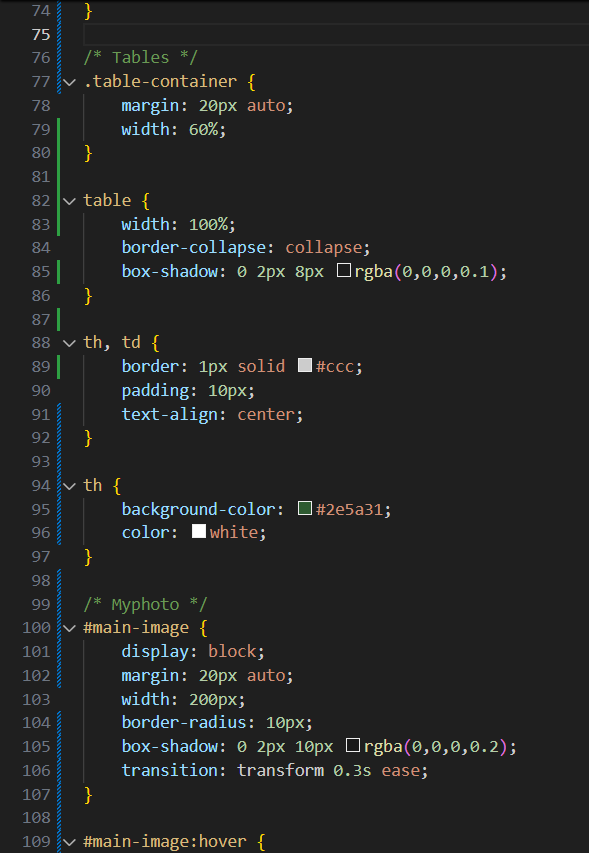 74 }
75
76 /* Tables */
77 .table-container {
78     margin: 20px auto;
79     width: 60%;
80 }
81
82 table {
83     width: 100%;
84     border-collapse: collapse;
85     box-shadow: 0 2px 8px rgba(0,0,0,0.1);
86 }
87
88 th, td {
89     border: 1px solid #ccc;
90     padding: 10px;
91     text-align: center;
92 }
93
94 th {
95     background-color: #2e5a31;
96     color: white;
97 }
98
99 /* Myphoto */
100 #main-image {
101     display: block;
102     margin: 20px auto;
103     width: 200px;
104     border-radius: 10px;
105     box-shadow: 0 2px 10px rgba(0,0,0,0.2);
106     transition: transform 0.3s ease;
107 }
108
109 #main-image:hover {